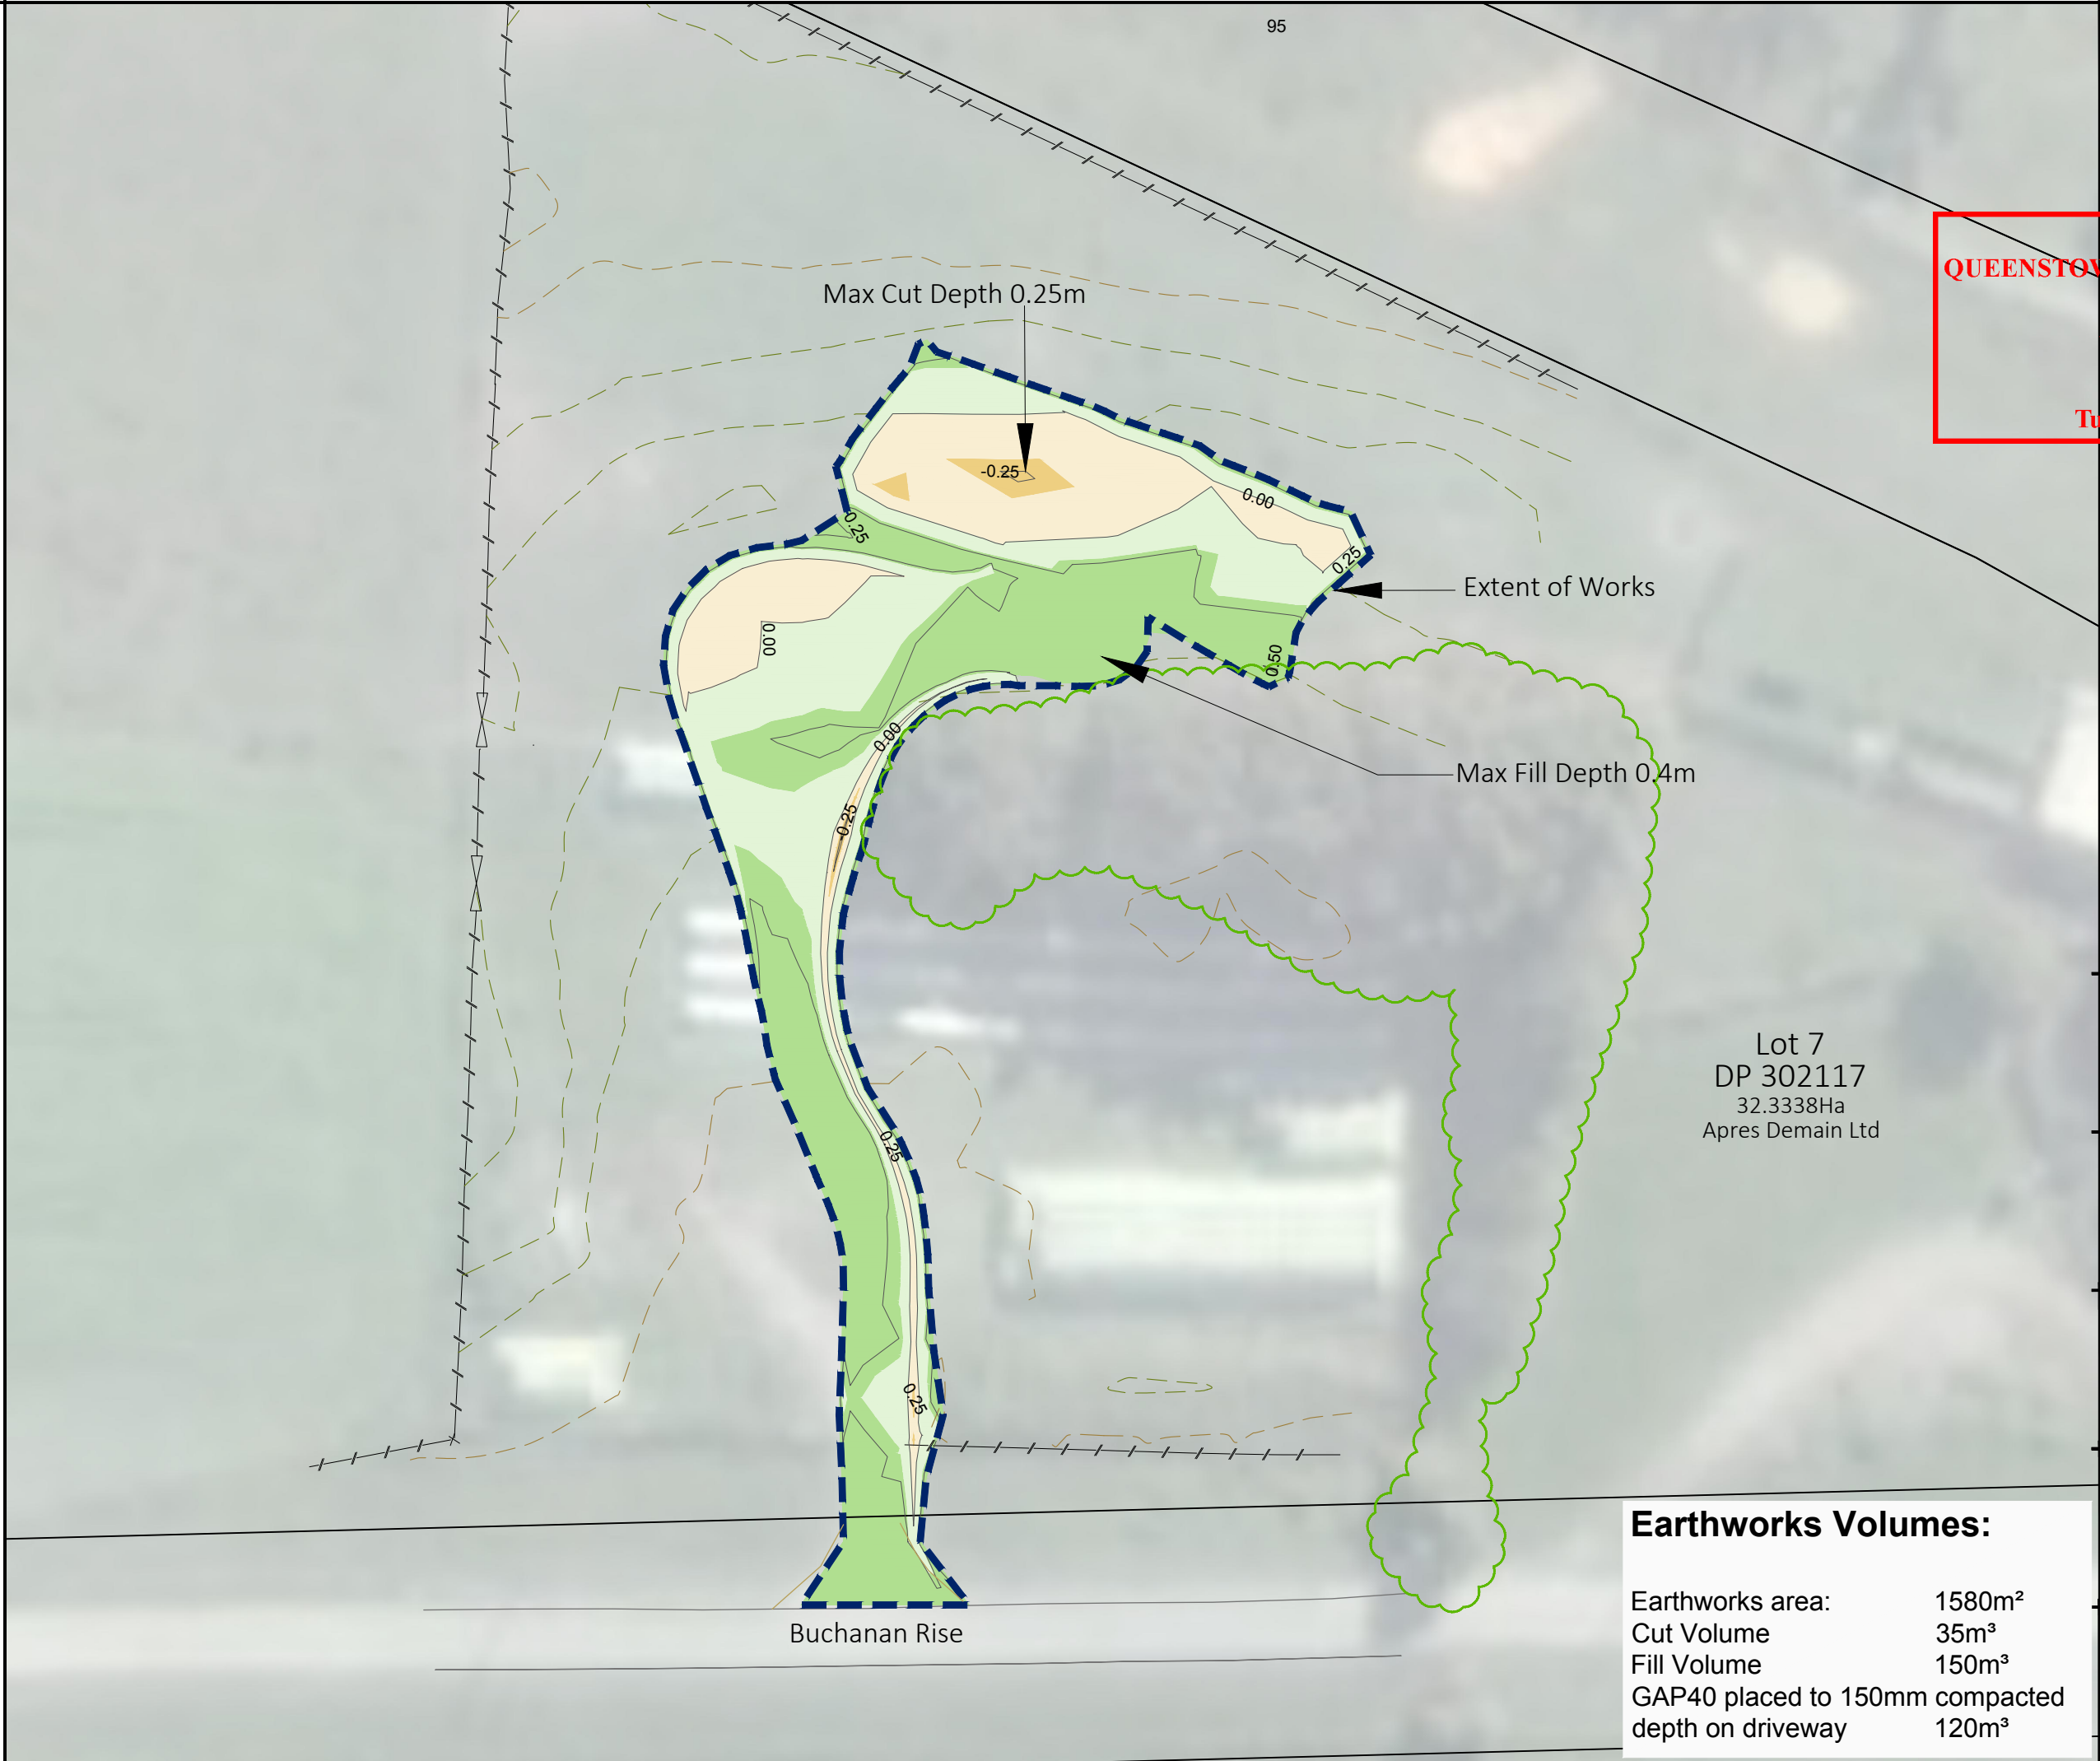 95
QUEENSTOW
Tu
Max Cut Depth 0.25m
-0.25
0.00
0.25
0.25
Extent of Works
0.00
0.50
0.00
Max Fill Depth 0.4m
-0.25
Lot 7
DP 302117
32.3338Ha
Apres Demain Ltd
0.25
0.25
Buchanan Rise
Earthworks Volumes:
Earthworks area: 1580m²
Cut Volume 35m³
Fill Volume 150m³
GAP40 placed to 150mm compacted
depth on driveway 120m³